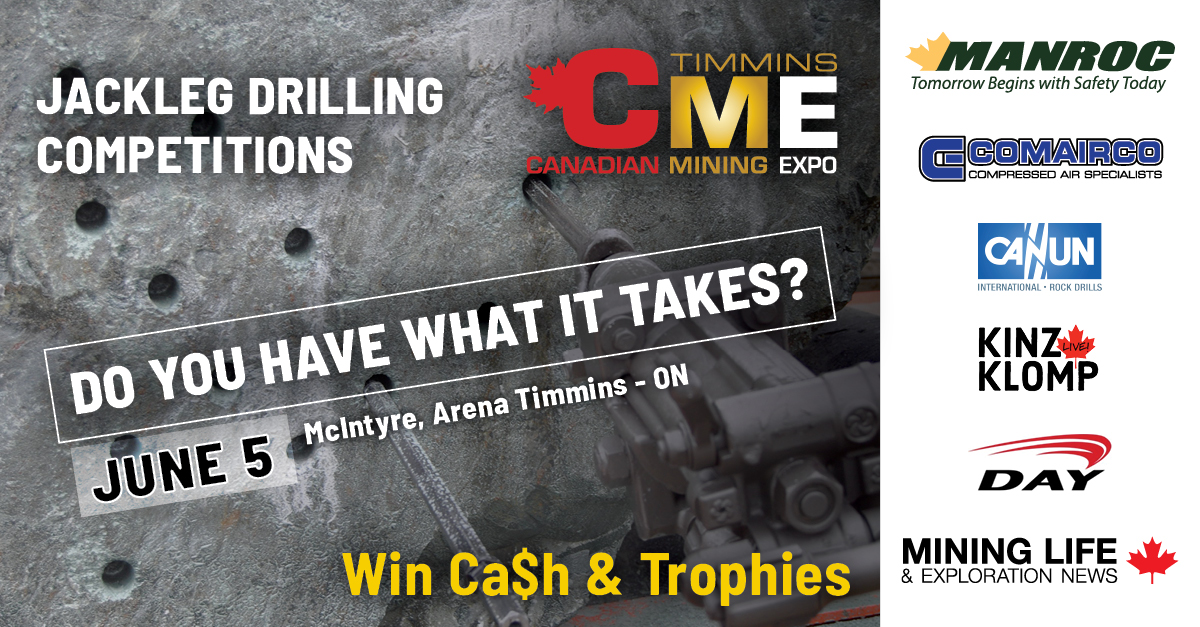 JACKLEG DRILLING
COMPETITIONS
TIMMINS
CME
CANADIAN MINING EXPO
DO YOU HAVE WHAT IT TAKES?
McIntyre, Arena Timmins - ON
JUNE 5
Win Ca$h & Trophies
MANROC
Tomorrow Begins with Safety Today
COMAIRCO
COMPRESSED AIR SPECIALISTS
CANUN
INTERNATIONAL • ROCK DRILLS
KINZ LIVE!
KLOMP
DAY
MINING LIFE
& EXPLORATION NEWS